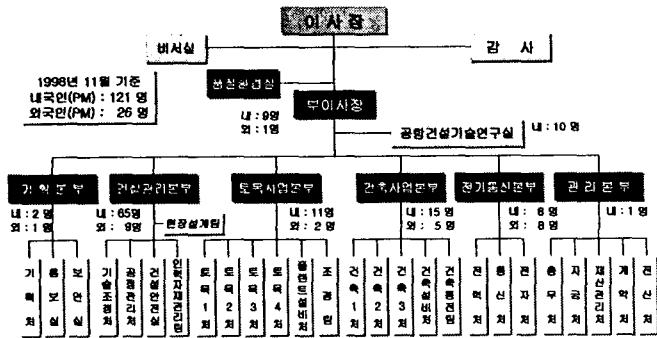 이 사 장
비서실
감 사
1998년 11월 기준
내국인(PM) : 121 명
외국인(PM) : 26 명
품질환경실
부이사장
내 : 9명
외 : 1명
공항건설기술연구실
내 : 10 명
기 획 본 부
건설관리본부
토목사업본부
건축사업본부
전기통신본부
관 리 본 부
내 : 2 명
외 : 1 명
내 : 65명
외 : 9명
현장설계팀
내 : 11명
외 : 2 명
내 : 15 명
외 : 5 명
내 : 6 명
외 : 8 명
내 : 1 명
기획처
홍보실
보안실
기술조정처
공정관리처
건설안전실
인력자재관리팀
토목1처
토목2처
토목3처
토목4처
플랜트설비처
조경팀
건축1처
건축2처
건축3처
건축설비처
전력처
통신처
전자처
총무처
자금처
재산관리처
계약처
전산처